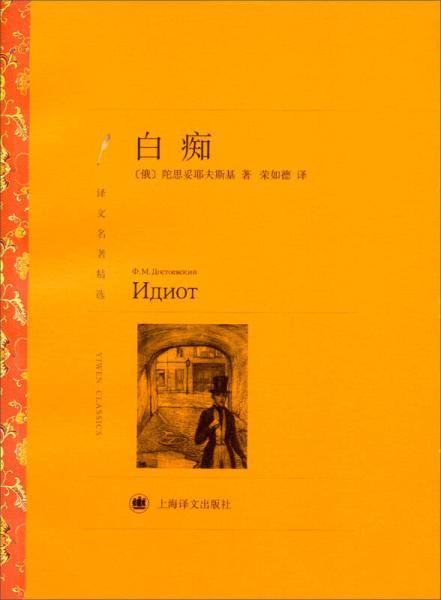 白痴
〔俄〕陀思妥耶夫斯基 著 荣如德 译
译文名著精选
YIWEN CLASSICS
Ф.М.Достоевский
Идиот
上海译文出版社